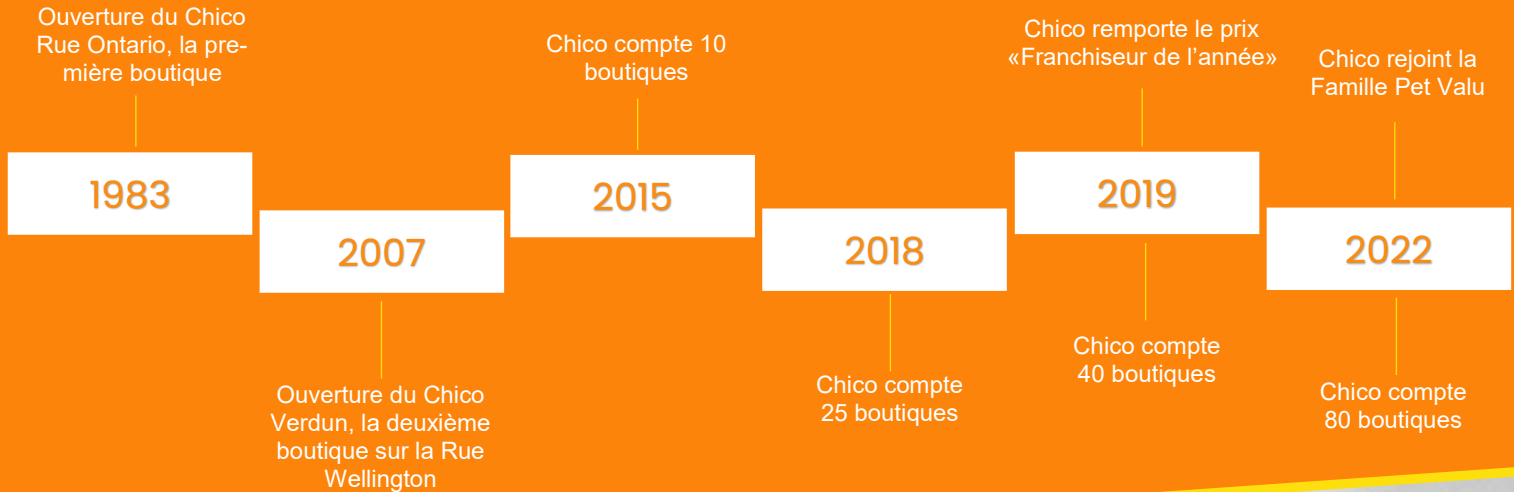 Ouverture du Chico
Rue Ontario, la pre-
mière boutique
1983
2007
Ouverture du Chico
Verdun, la deuxième
boutique sur la Rue
Wellington
Chico compte 10
boutiques
2015
2018
Chico compte
25 boutiques
Chico remporte le prix
«Franchiseur de l’année»
2019
Chico compte
40 boutiques
Chico rejoint la
Famille Pet Valu
2022
Chico compte
80 boutiques